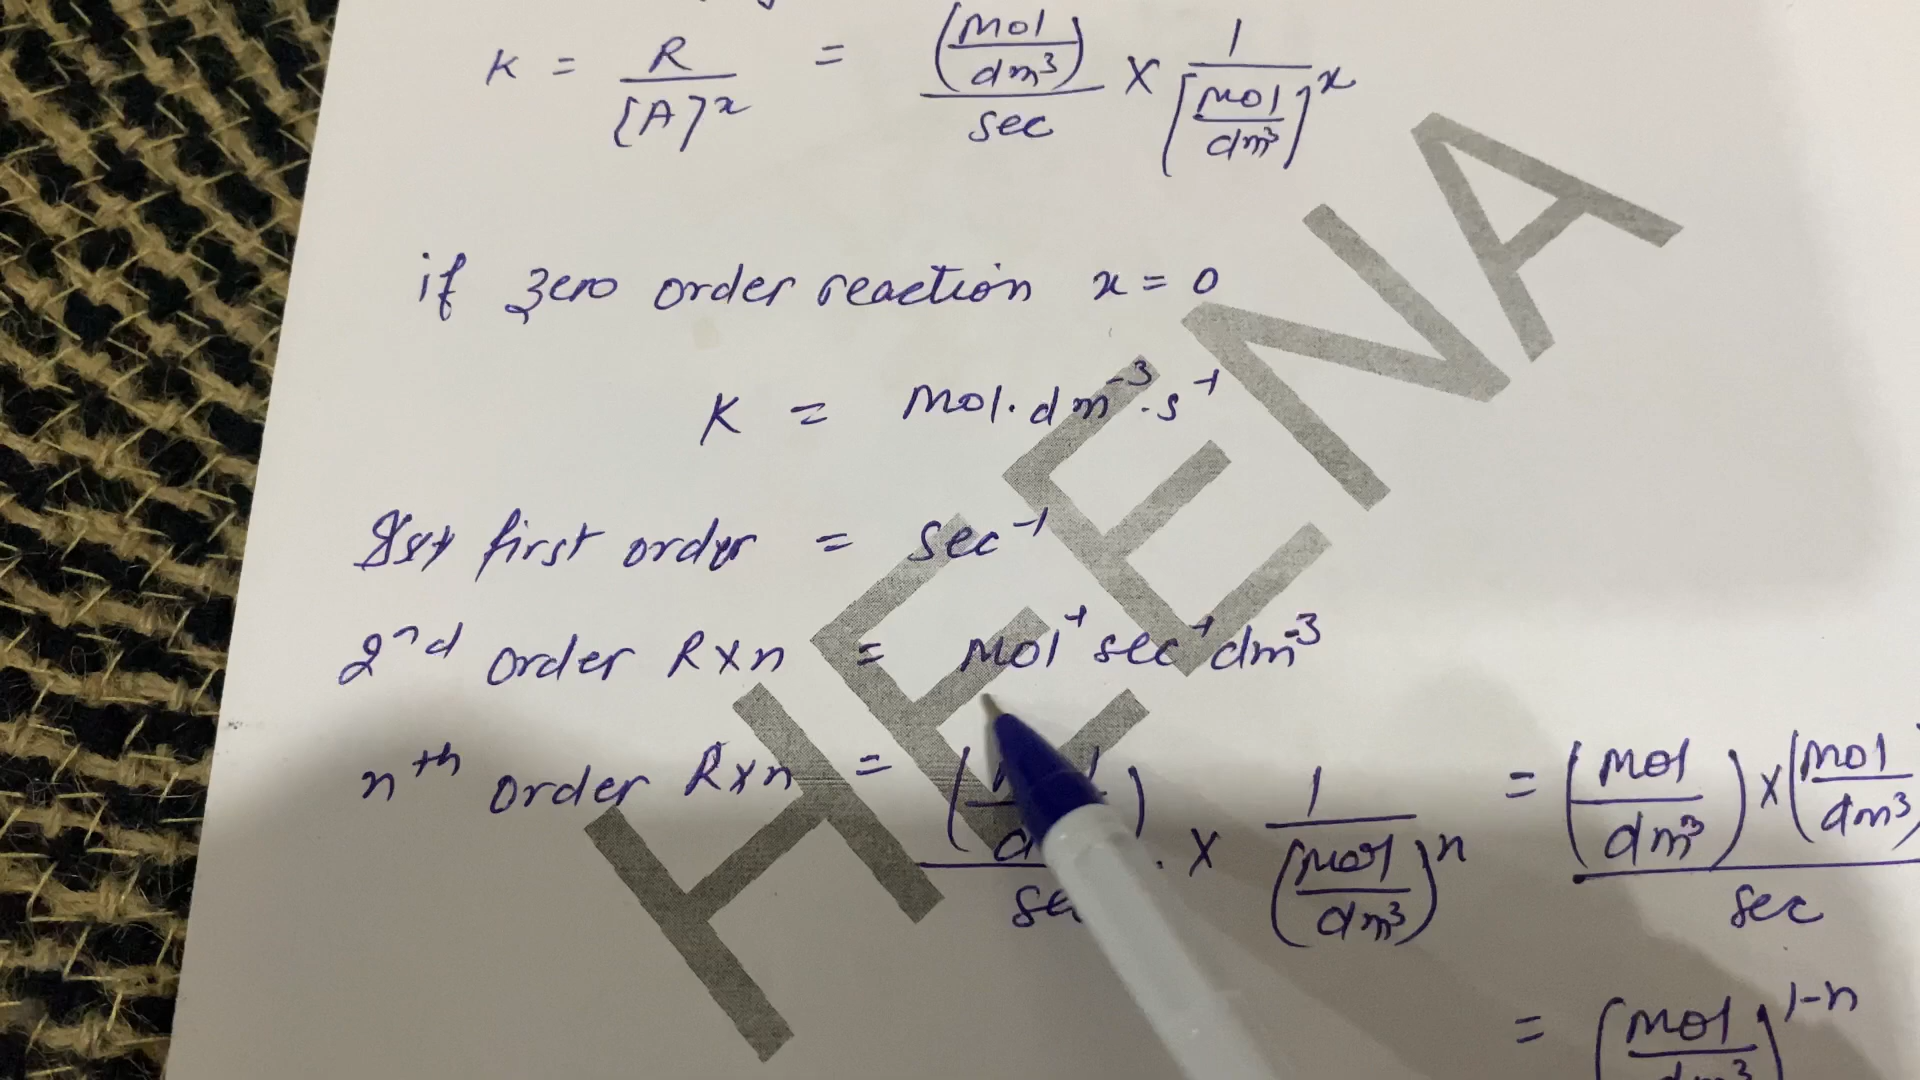 K = R / [A]^x = (mol/dm³)/sec × 1/[mol/dm³]^x
if zero order reaction x = 0
K = mol·dm⁻³·s⁻¹
first order = sec⁻¹
2nd order Rxn = mol⁻¹ sec⁻¹ dm⁻³
nth order Rxn = × 1/(mol/dm³)^n = (mol/dm³) × (mol/dm³)/sec
= (mol/dm³)^1-n
HEENA